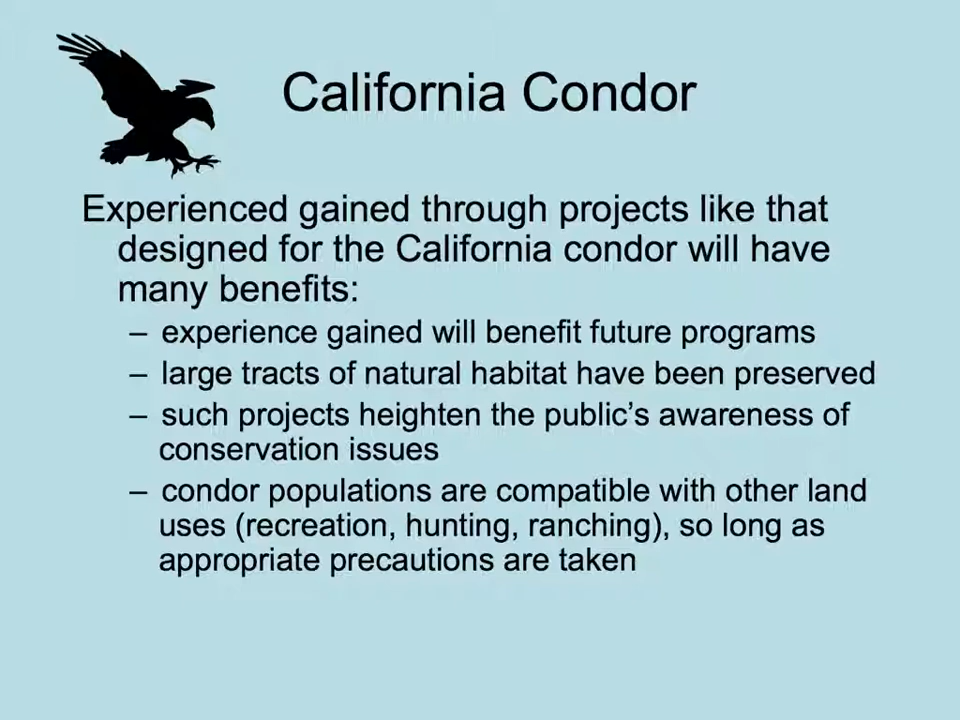 California Condor
Experienced gained through projects like that
designed for the California condor will have
many benefits:
– experience gained will benefit future programs
– large tracts of natural habitat have been preserved
– such projects heighten the public’s awareness of
conservation issues
– condor populations are compatible with other land
uses (recreation, hunting, ranching), so long as
appropriate precautions are taken